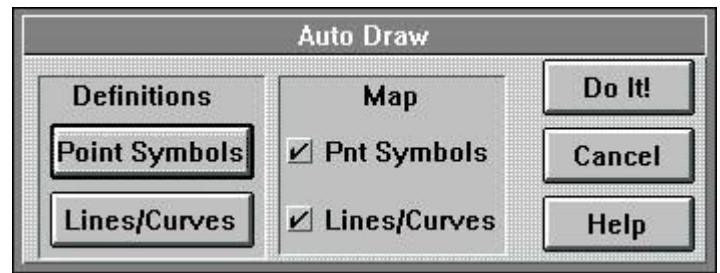 Auto Draw
Definitions
Point Symbols
Lines/Curves
Map
Pnt Symbols
Lines/Curves
Do It!
Cancel
Help